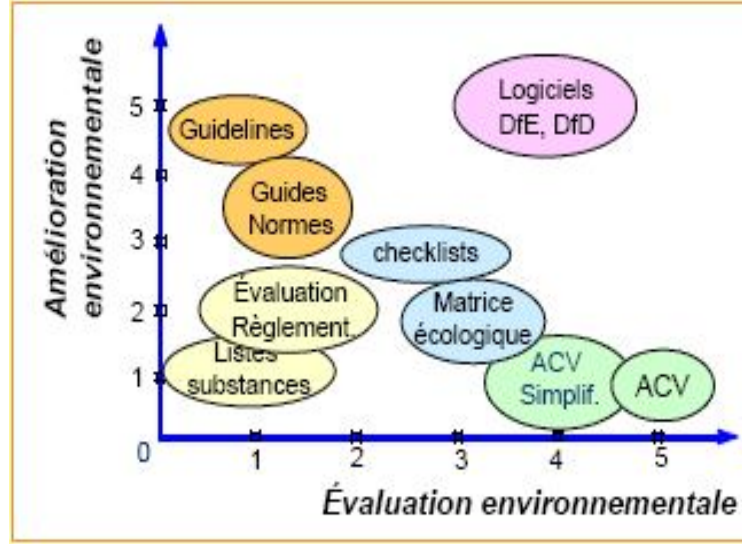 Amélioration
environnementale
5
4
3
2
1
0
Guidelines
Guides
Normes
Logiciels
DfE, DfD
checklists
Évaluation
Règlement
Listes
substances
Matrice
écologique
ACV
Simplif.
ACV
1
2
3
4
5
Évaluation environnementale